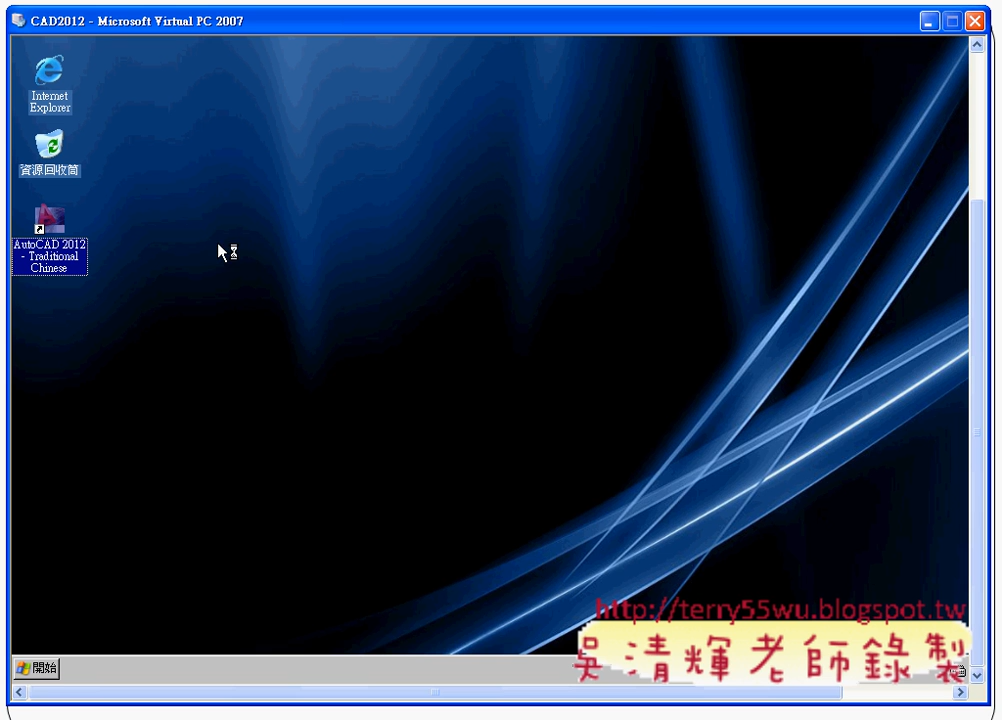 CAD2012 - Microsoft Virtual PC 2007
Internet
Explorer
資源回收筒
AutoCAD 2012
- Traditional
Chinese
http://terry55wu.blogspot.tw
吳清輝老師錄製
開始